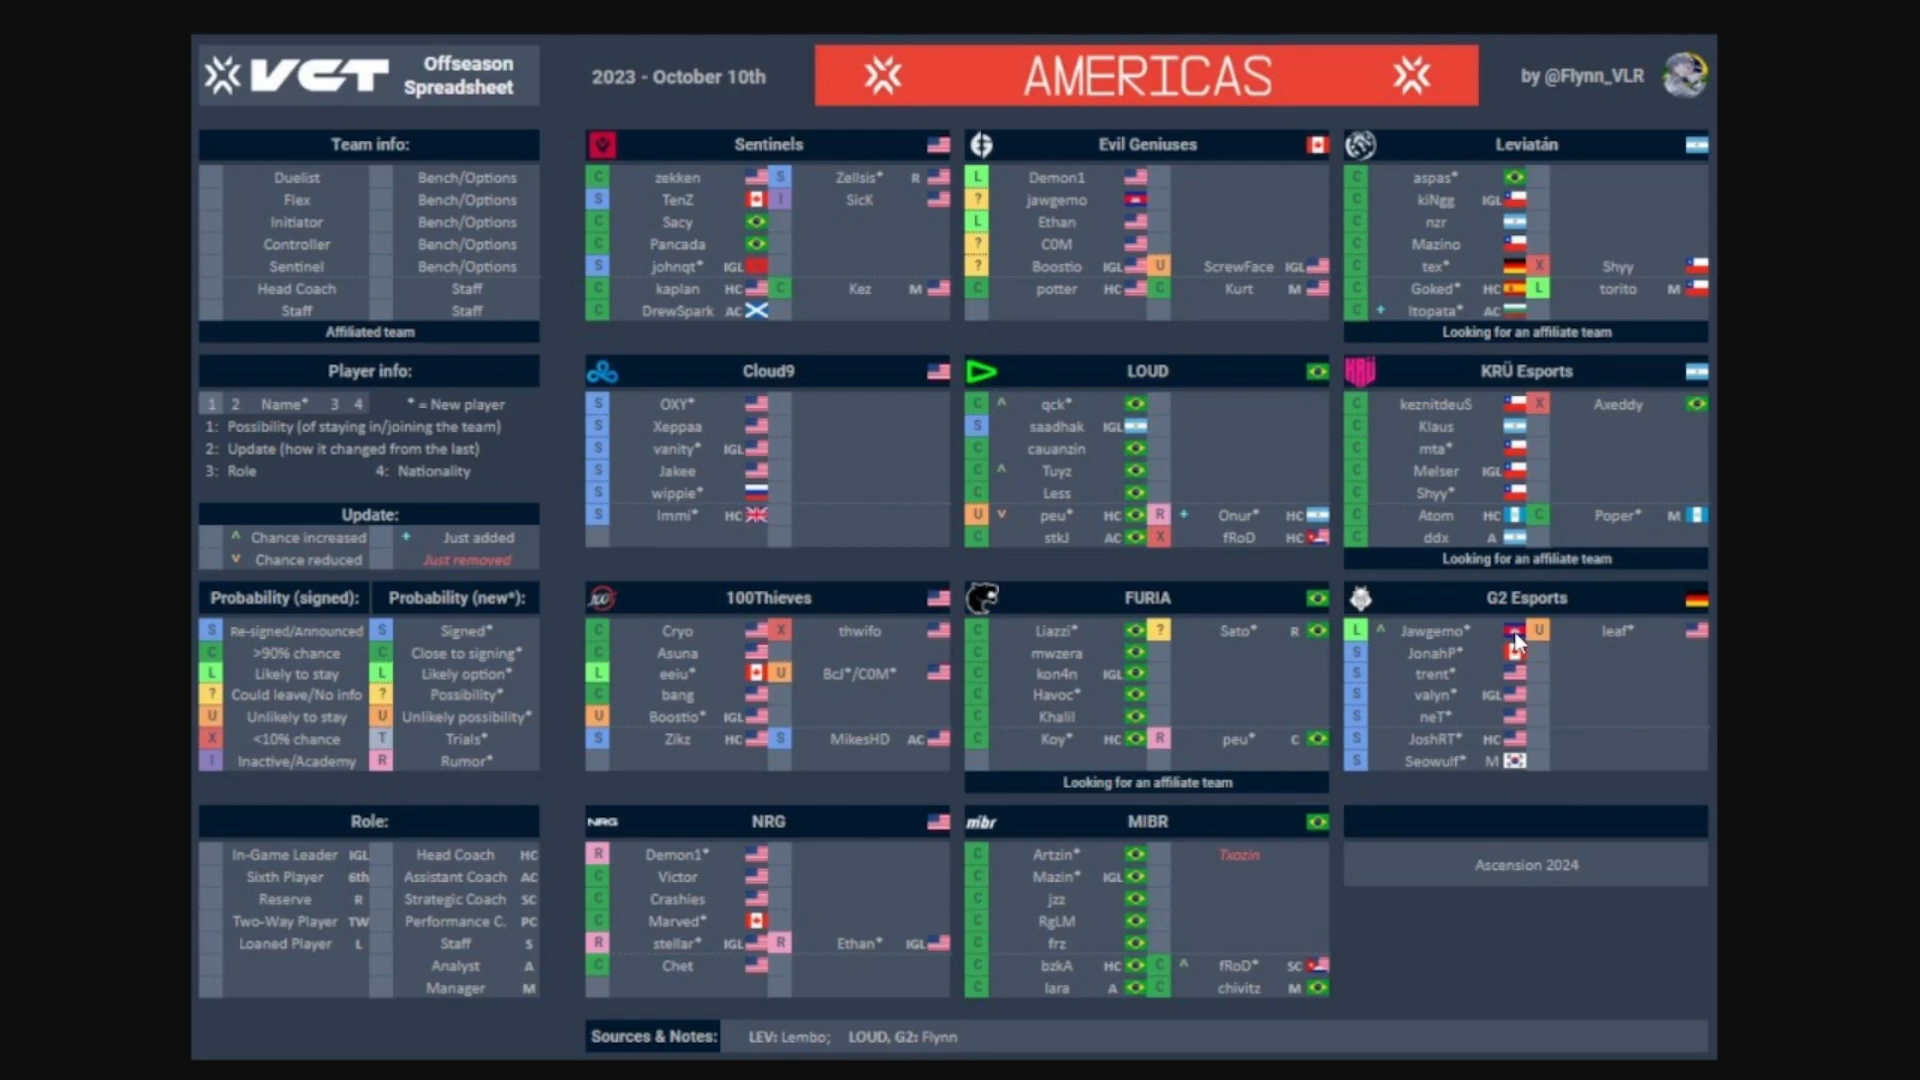 VCT Offseason Spreadsheet
2023 - October 10th
AMERICAS
by @Flynn_VLR
Team info:
Duelist Bench/Options
Flex Bench/Options
Initiator Bench/Options
Controller Bench/Options
Sentinel Bench/Options
Head Coach Staff
Staff Staff
Affiliated team
Player info:
1 2 Name* 3 4 * = New player
1: Possibility (of staying in/joining the team)
2: Update (how it changed from the last)
3: Role 4: Nationality
Update:
^ Chance increased + Just added
v Chance reduced Just removed
Probability (signed): Probability (new*):
S Re-signed/Announced S Signed*
C >90% chance C Close to signing*
L Likely to stay L Likely option*
? Could leave/No info ? Possibility*
U Unlikely to stay U Unlikely possibility*
X <10% chance T Trials*
I Inactive/Academy R Rumor*
Role:
In-Game Leader IGL Head Coach HC
Sixth Player 6th Assistant Coach AC
Reserve R Strategic Coach SC
Two-Way Player TW Performance C. PC
Loaned Player L Staff S
Analyst A
Manager M
Sentinels
C zekken S Zellsis* R
S TenZ I SicK
C Sacy
C Pancada
S johnqt* IGL
C kaplan HC C Kez M
C DrewSpark AC
Evil Geniuses
L Demon1
? jawgemo
L Ethan
? C0M
? Boostio IGL U ScrewFace IGL
C potter HC C Kurt M
Leviatán
C aspas*
C kiNgg IGL
C nzr
C Mazino
C tex* X Shyy
C Goked* HC L torito M
C + Itopata* AC
Looking for an affiliate team
Cloud9
S OXY*
S Xeppaa
S vanity* IGL
S Jakee
S wippie*
S Immi* HC
LOUD
C ^ qck*
S saadhak IGL
C cauanzin
C ^ Tuyz
C Less
U v peu* HC R + Onur* HC
C stkJ AC X fRoD HC
KRÜ Esports
KRÜ
C keznitdeuS X Axeddy
C Klaus
C mta*
C Melser IGL
C Shyy*
C Atom HC C Poper* M
C ddx A
Looking for an affiliate team
100Thieves
C Cryo X thwifo
C Asuna
L eeiu* U BcJ*/C0M*
C bang
U Boostio* IGL
S Zikz HC S MikesHD AC
FURIA
C Liazzi* ? Sato* R
C mwzera
C kon4n IGL
C Havoc*
C Khalil
C Koy* HC R peu* C
Looking for an affiliate team
G2 Esports
L ^ Jawgemo* U leaf*
S JonahP*
S trent*
S valyn* IGL
S neT*
S JoshRT* HC
S Seowulf* M
NRG NRG
R Demon1*
C Victor
C Crashies
C Marved*
R stellar* IGL R Ethan* IGL
C Chet
mibr MIBR
C Artzin* Txozin
C Mazin* IGL
C jzz
C RgLM
C frz
C bzkA HC C ^ fRoD* SC
C lara A C chivitz M
Ascension 2024
Sources & Notes: LEV: Lembo; LOUD, G2: Flynn